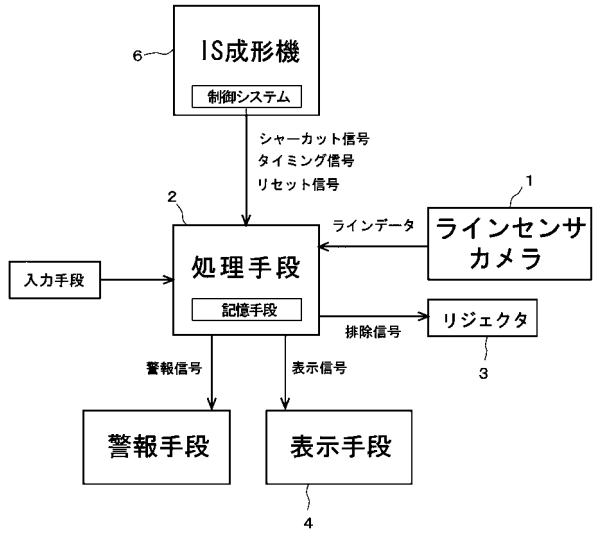 6
IS成形機
制御システム
シャーカット信号
タイミング信号
リセット信号
2
1
処理手段
記憶手段
入力手段
ラインデータ
ラインセンサ
カメラ
排除信号
リジェクタ
3
警報信号
表示信号
警報手段
表示手段
4